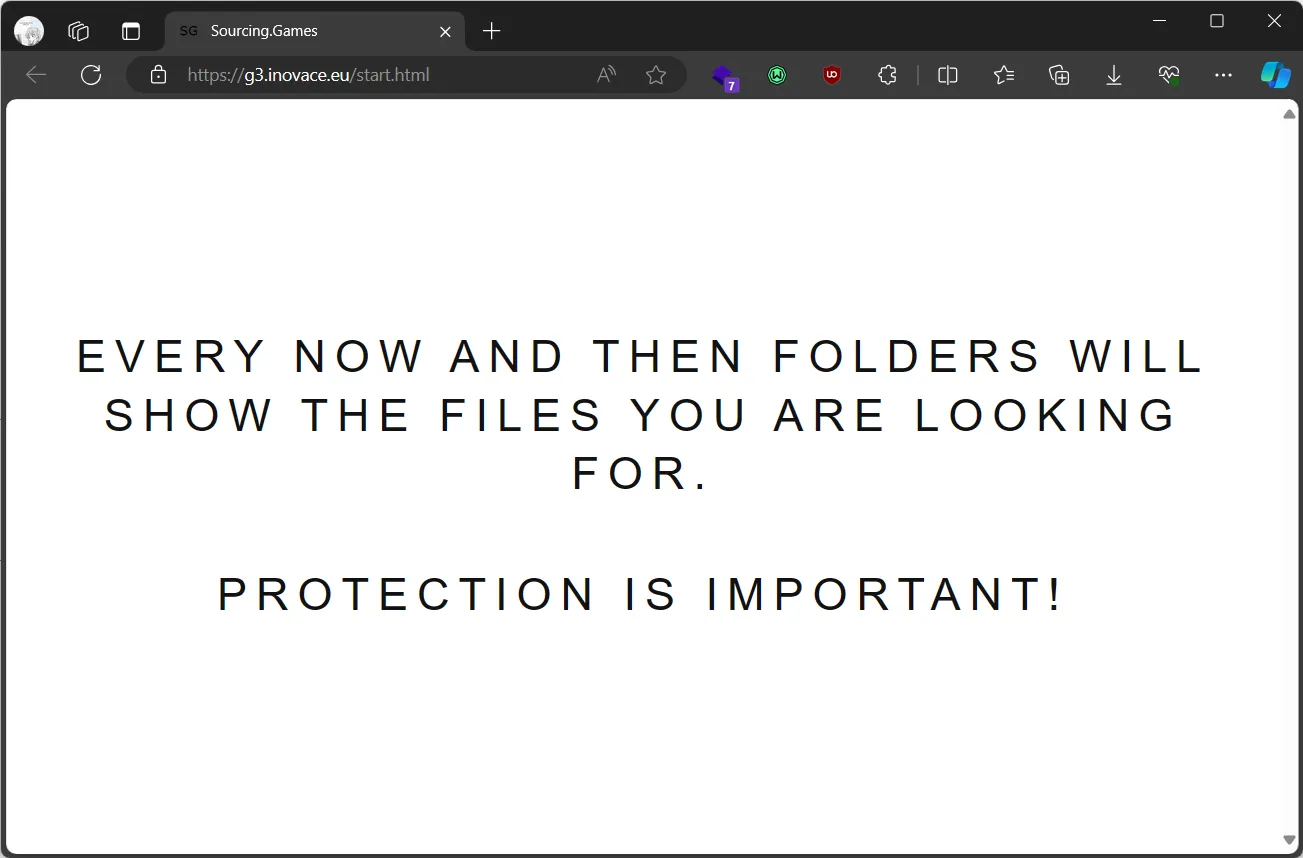 SG Sourcing.Games
https://g3.inovace.eu/start.html
7
EVERY NOW AND THEN FOLDERS WILL
SHOW THE FILES YOU ARE LOOKING
FOR.
PROTECTION IS IMPORTANT!